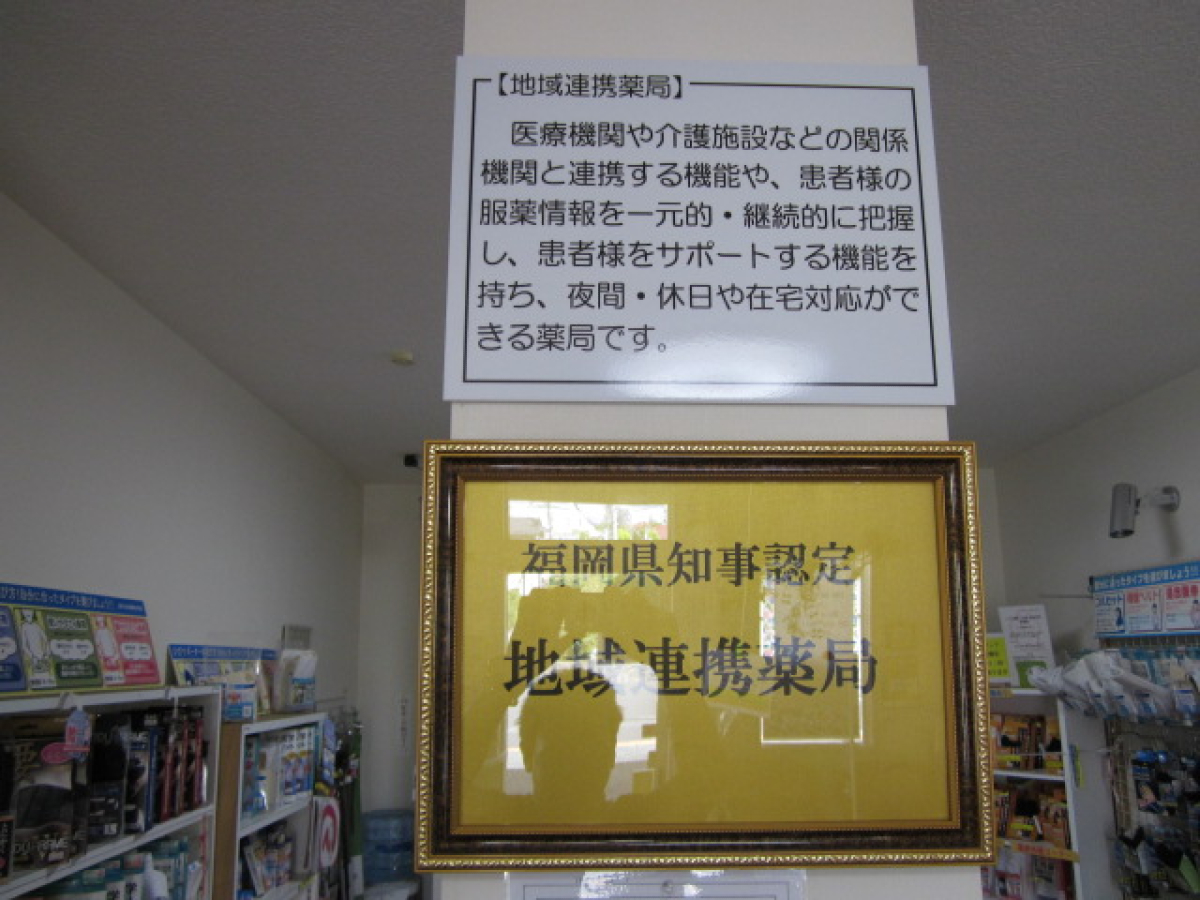 【地域連携薬局】
医療機関や介護施設などの関係
機関と連携する機能や、患者様の
服薬情報を一元的・継続的に把握
し、患者様をサポートする機能を
持ち、夜間・休日や在宅対応がで
きる薬局です。
福岡県知事認定
地域連携薬局